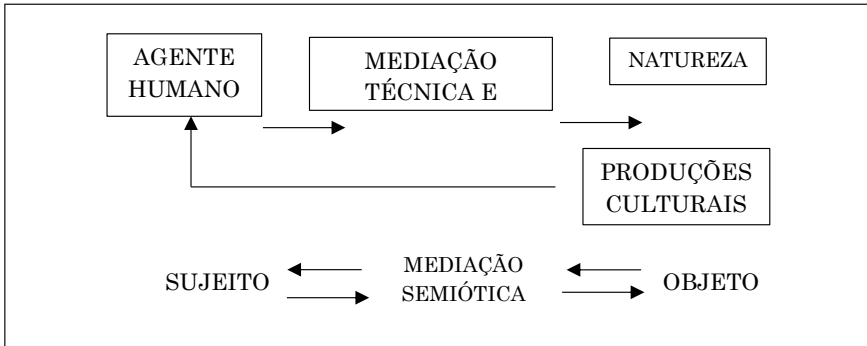 AGENTE
HUMANO
MEDIAÇÃO
TÉCNICA E
NATUREZA
PRODUÇÕES
CULTURAIS
SUJEITO
MEDIAÇÃO
SEMIÓTICA
OBJETO